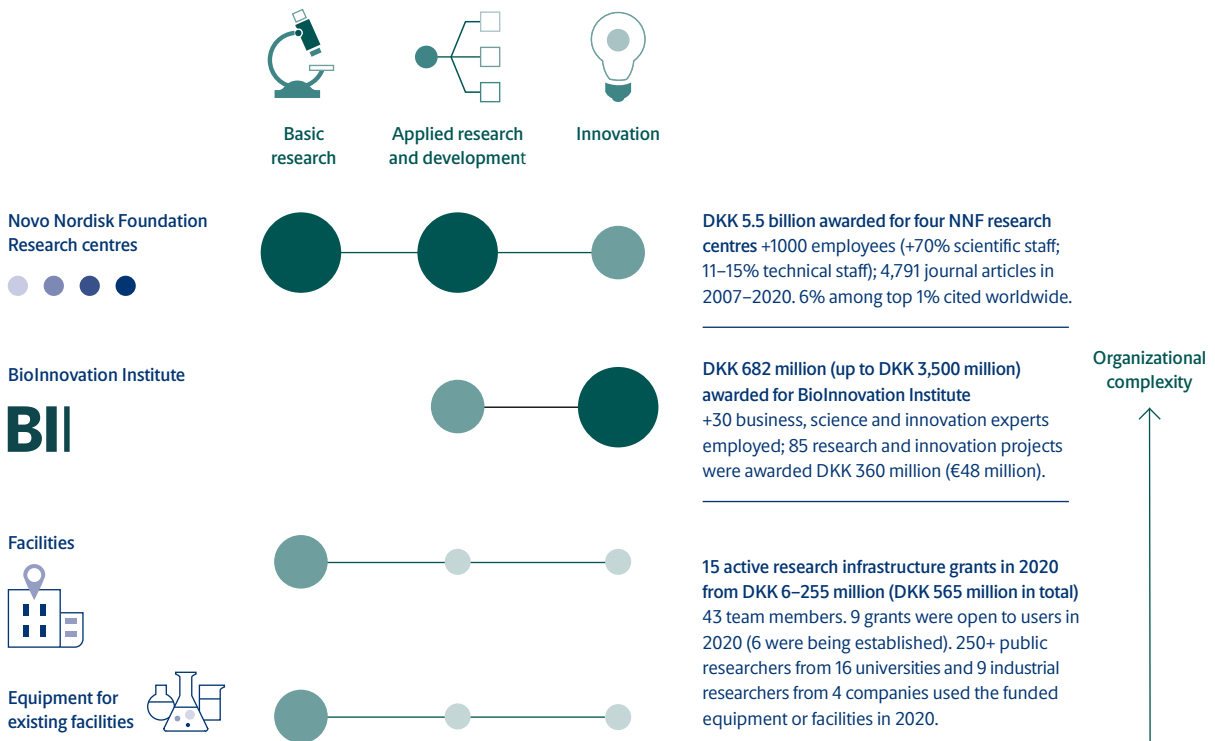 Basic
research
Applied research
and development
Innovation
Novo Nordisk Foundation
Research centres
DKK 5.5 billion awarded for four NNF research
centres +1000 employees (+70% scientific staff;
11–15% technical staff); 4,791 journal articles in
2007–2020. 6% among top 1% cited worldwide.
Organizational
complexity
BioInnovation Institute
BII
DKK 682 million (up to DKK 3,500 million)
awarded for BioInnovation Institute
+30 business, science and innovation experts
employed; 85 research and innovation projects
were awarded DKK 360 million (€48 million).
Facilities
15 active research infrastructure grants in 2020
from DKK 6–255 million (DKK 565 million in total)
43 team members. 9 grants were open to users in
2020 (6 were being established). 250+ public
researchers from 16 universities and 9 industrial
researchers from 4 companies used the funded
equipment or facilities in 2020.
Equipment for
existing facilities